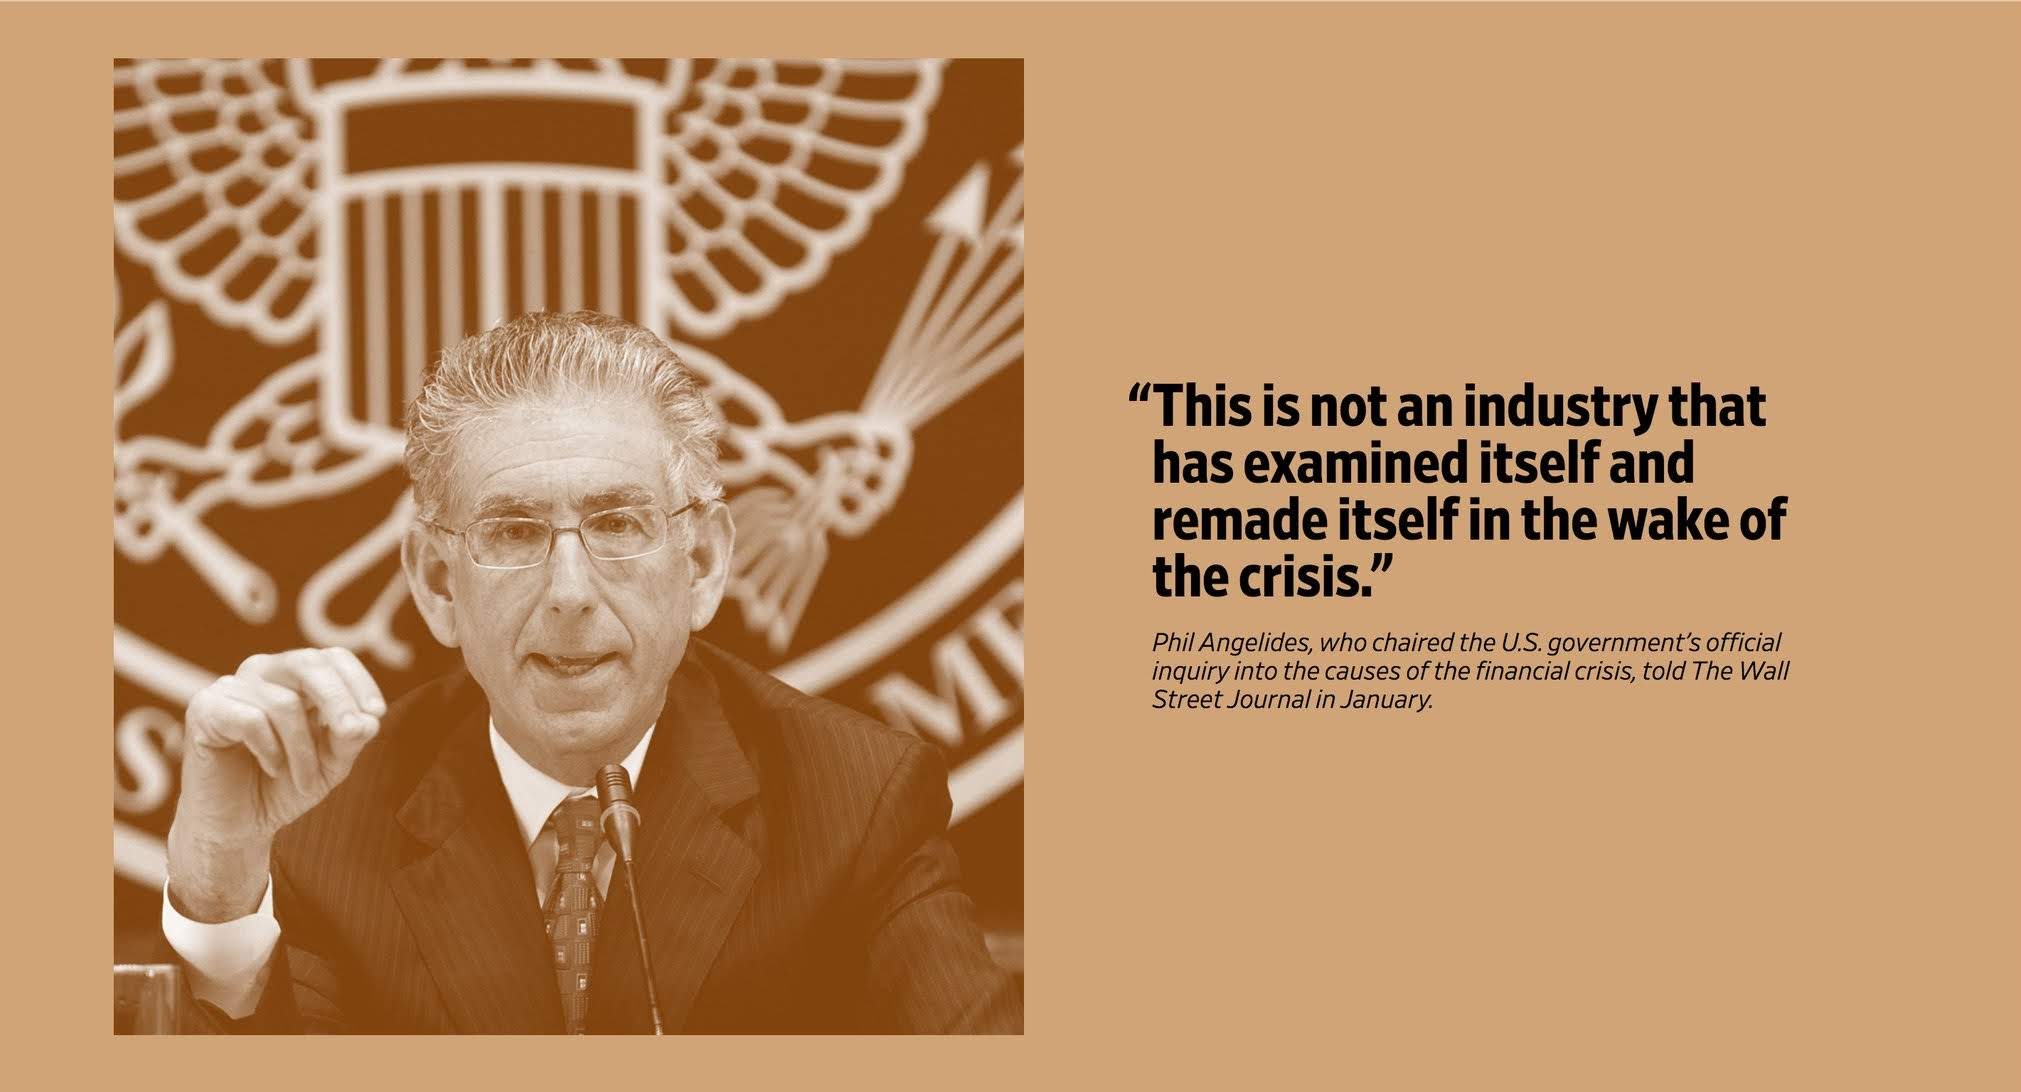 “This is not an industry that
has examined itself and
remade itself in the wake of
the crisis.”
Phil Angelides, who chaired the U.S. government’s official
inquiry into the causes of the financial crisis, told The Wall
Street Journal in January.